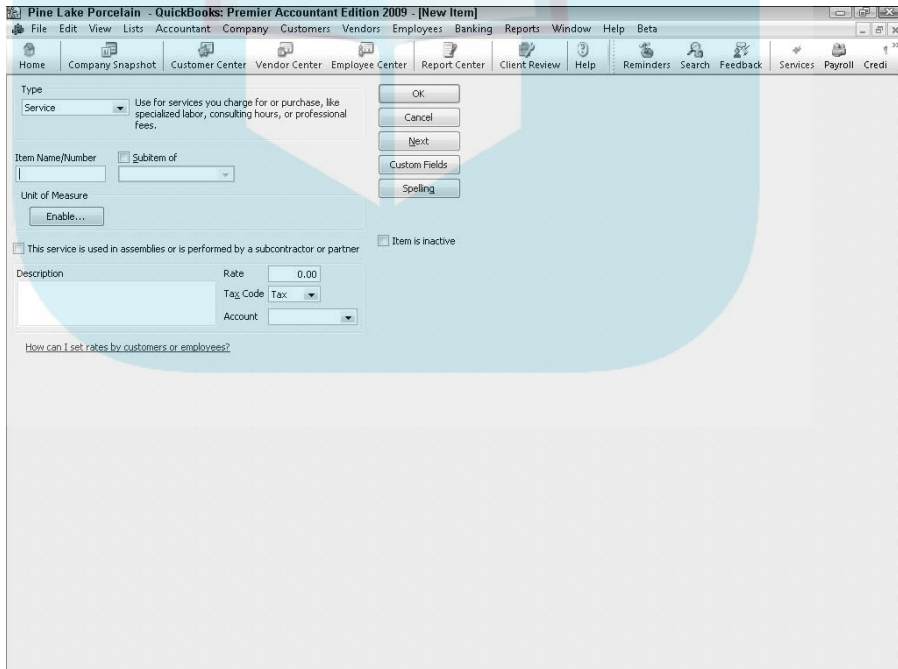 Pine Lake Porcelain - QuickBooks: Premier Accountant Edition 2009 - [New Item]
File Edit View Lists Accountant Company Customers Vendors Employees Banking Reports Window Help Beta
Home Company Snapshot Customer Center Vendor Center Employee Center Report Center Client Review Help Reminders Search Feedback Services Payroll Credi
Type
Service
Use for services you charge for or purchase, like
specialized labor, consulting hours, or professional
fees.
OK
Cancel
Next
Custom Fields
Spelling
Item Name/Number Subitem of
Unit of Measure
Enable...
This service is used in assemblies or is performed by a subcontractor or partner
Item is inactive
Description Rate 0.00
Tax Code Tax
Account
How can I set rates by customers or employees?